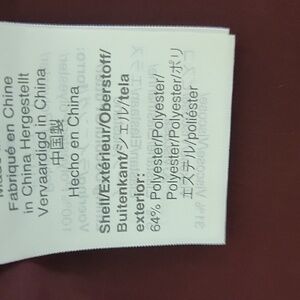 Fabriqué en Chine
in China Hergestellt
Vervaardigd in China
中国製
Hecho en China
Shell/Extérieur/Oberstoff/
Buitenkant/シェル/tela
exterior:
64% Polyester/Polyester/
Polyester/Polyester/ポリ
エステル/poliéster